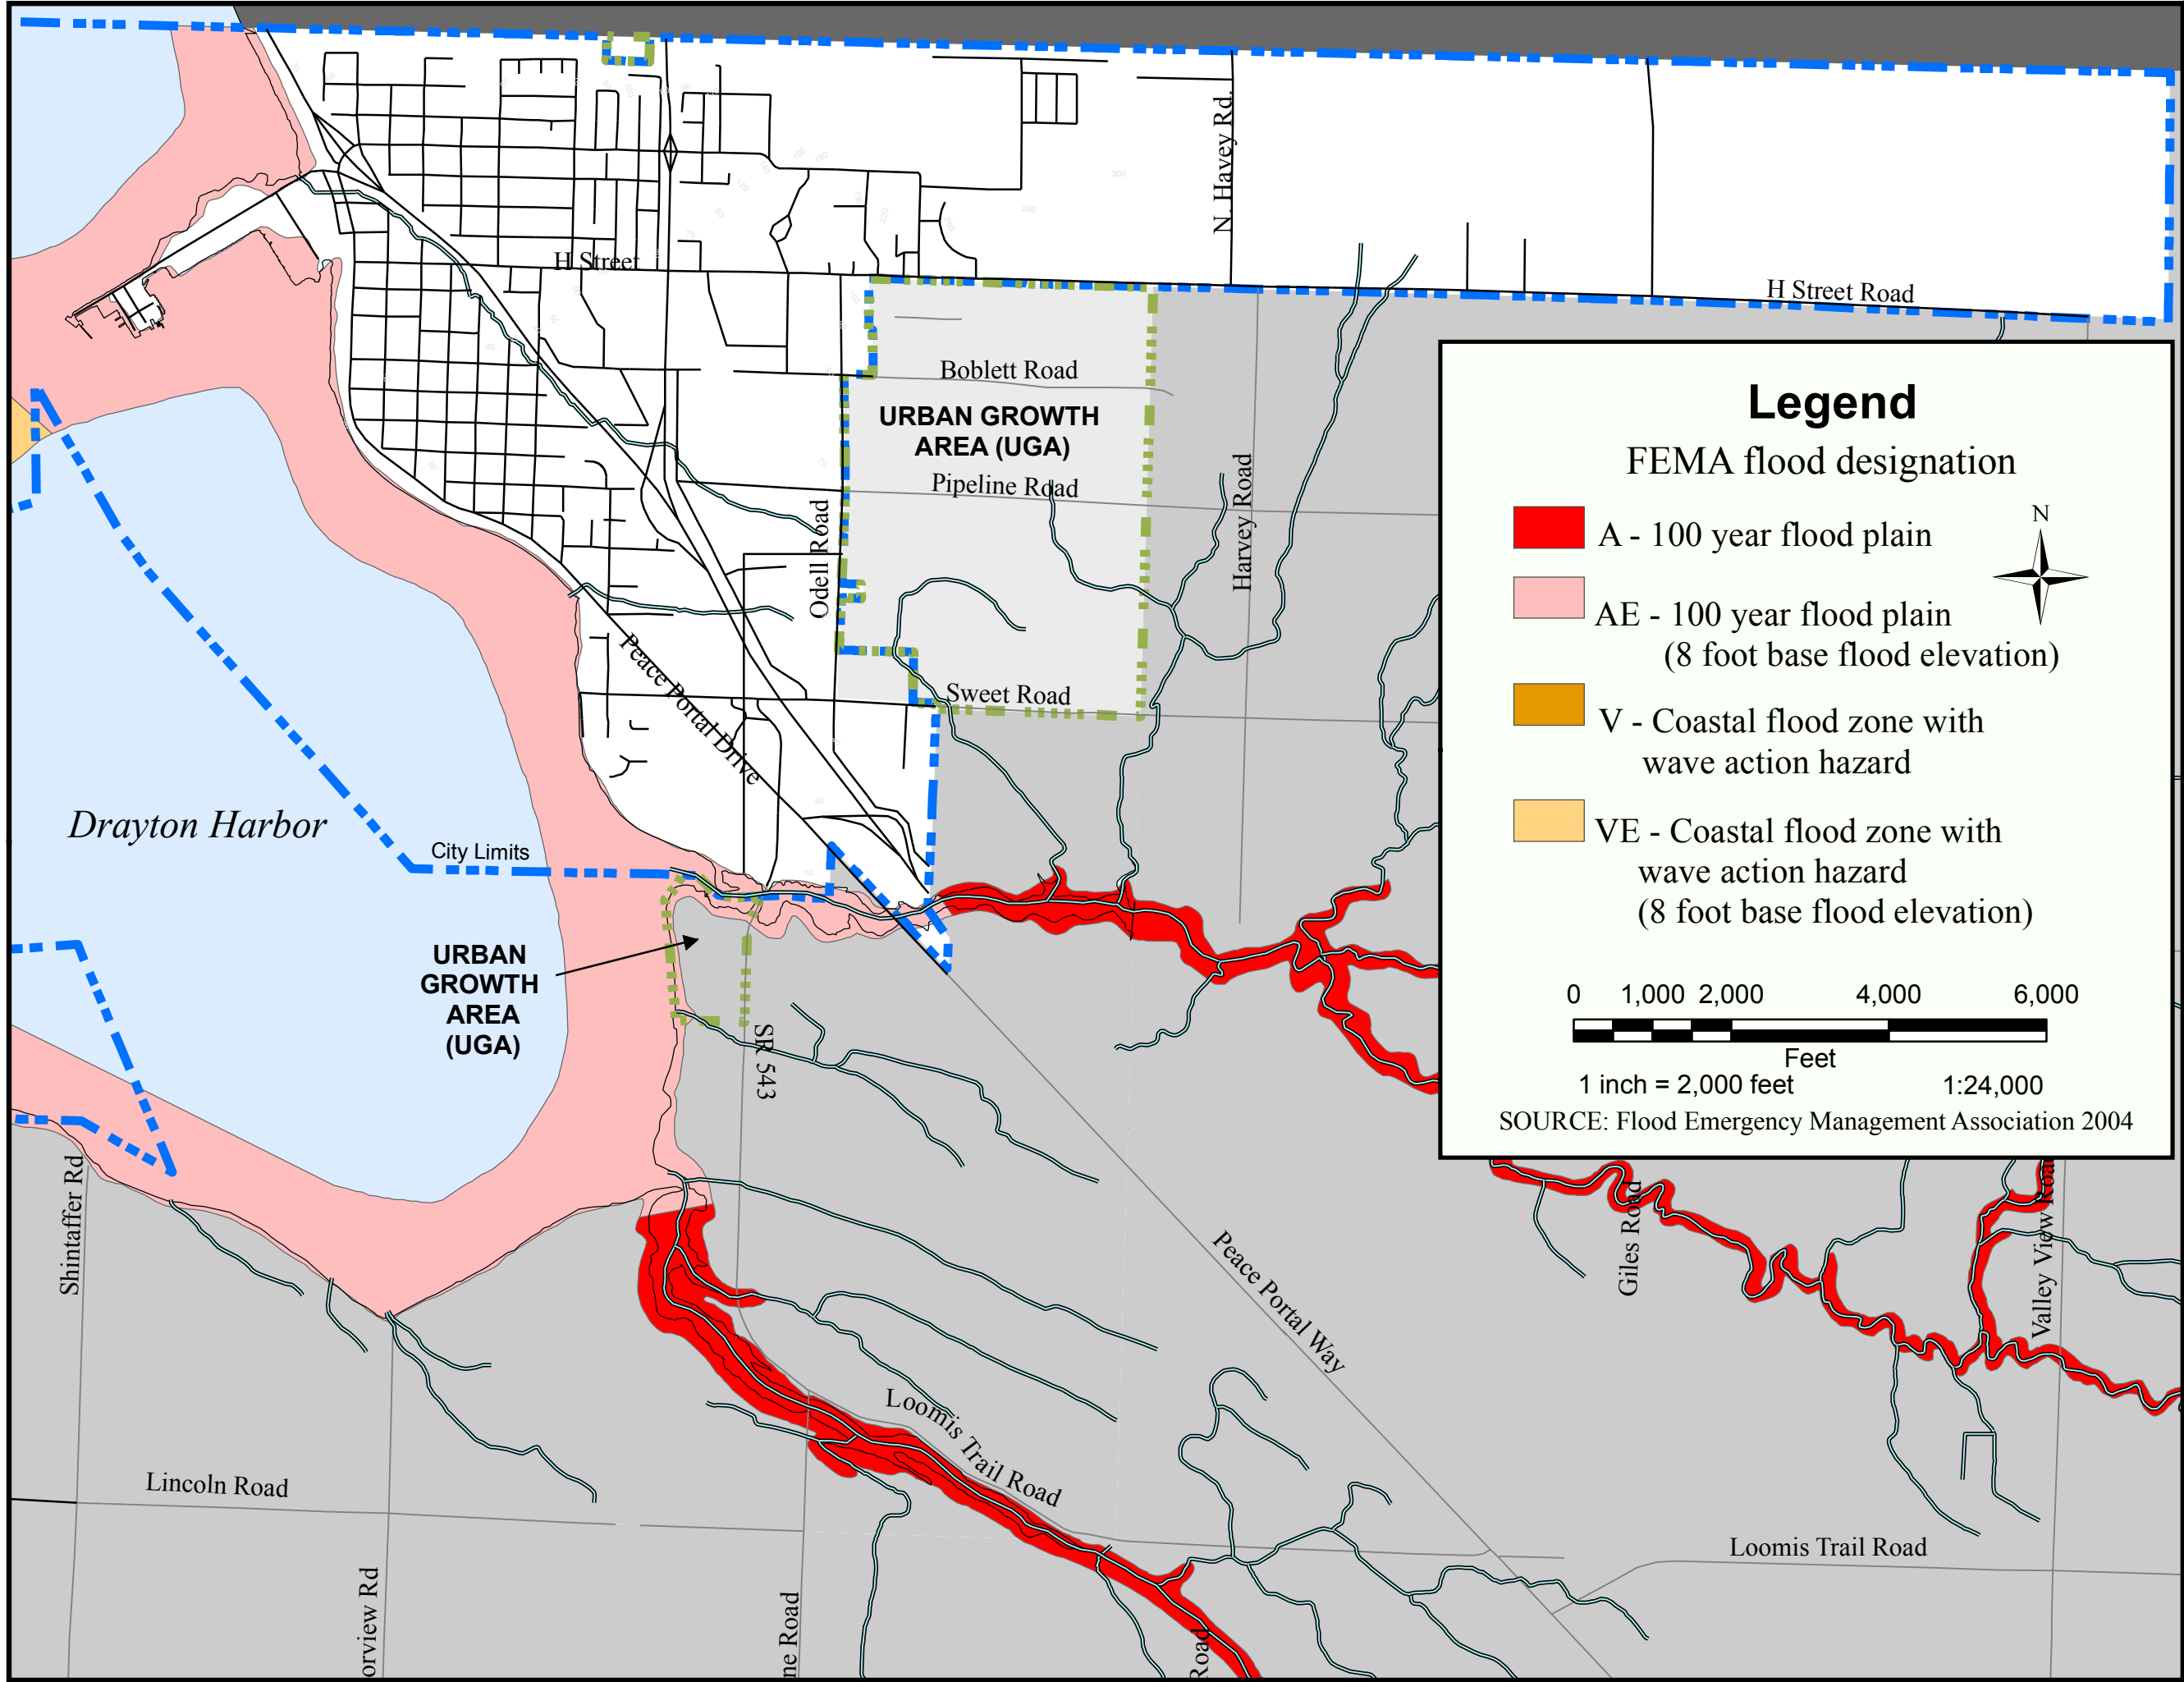 N. Havey Rd.
H Street
H Street Road
Boblett Road
URBAN GROWTH
AREA (UGA)
Pipeline Road
Harvey Road
Odell Road
Sweet Road
Peace Portal Drive
Drayton Harbor
City Limits
URBAN
GROWTH
AREA
(UGA)
SR 543
Shintaffer Rd
Peace Portal Way
Giles Road
Valley View Road
Loomis Trail Road
Lincoln Road
Loomis Trail Road
orview Rd
ne Road
Road
Legend
FEMA flood designation
A - 100 year flood plain
N
AE - 100 year flood plain
(8 foot base flood elevation)
V - Coastal flood zone with
wave action hazard
VE - Coastal flood zone with
wave action hazard
(8 foot base flood elevation)
0 1,000 2,000 4,000 6,000
Feet
1 inch = 2,000 feet 1:24,000
SOURCE: Flood Emergency Management Association 2004